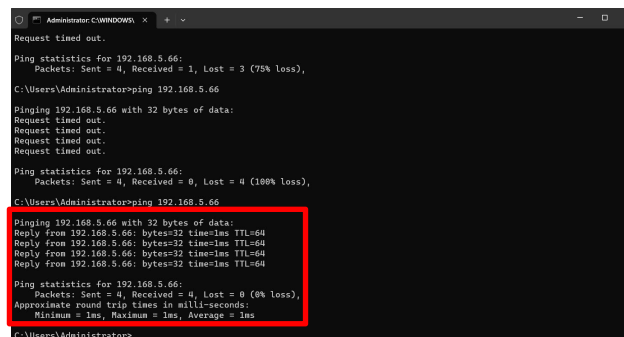 Administrator: C:\WINDOWS\
Request timed out.
Ping statistics for 192.168.5.66:
Packets: Sent = 4, Received = 1, Lost = 3 (75% loss),
C:\Users\Administrator>ping 192.168.5.66
Pinging 192.168.5.66 with 32 bytes of data:
Request timed out.
Request timed out.
Request timed out.
Request timed out.
Ping statistics for 192.168.5.66:
Packets: Sent = 4, Received = 0, Lost = 4 (100% loss),
C:\Users\Administrator>ping 192.168.5.66
Pinging 192.168.5.66 with 32 bytes of data:
Reply from 192.168.5.66: bytes=32 time=1ms TTL=64
Reply from 192.168.5.66: bytes=32 time=1ms TTL=64
Reply from 192.168.5.66: bytes=32 time=1ms TTL=64
Reply from 192.168.5.66: bytes=32 time=1ms TTL=64
Ping statistics for 192.168.5.66:
Packets: Sent = 4, Received = 4, Lost = 0 (0% loss),
Approximate round trip times in milli-seconds:
Minimum = 1ms, Maximum = 1ms, Average = 1ms
C:\Users\Administrator>